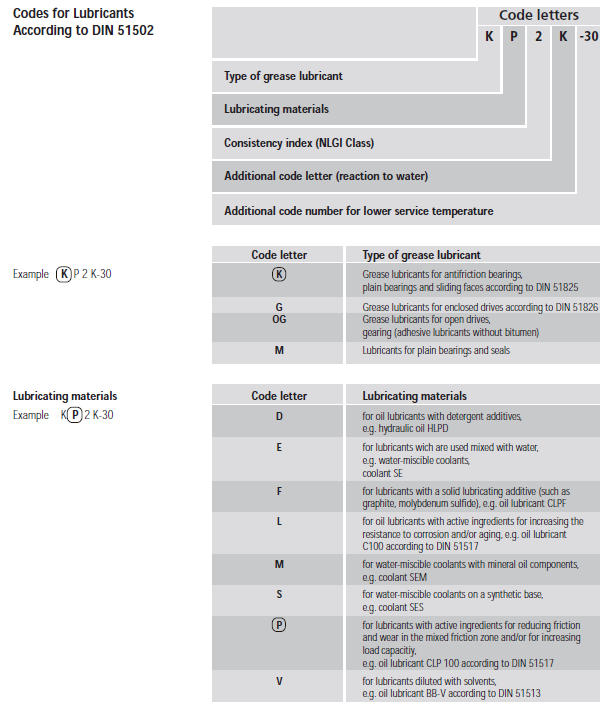 Codes for Lubricants
According to DIN 51502
Code letters
K P 2 K -30
Type of grease lubricant
Lubricating materials
Consistency index (NLGI Class)
Additional code letter (reaction to water)
Additional code number for lower service temperature
Code letter Type of grease lubricant
Example K P 2 K-30
K Grease lubricants for antifriction bearings,
plain bearings and sliding faces according to DIN 51825
G Grease lubricants for enclosed drives according to DIN 51826
OG Grease lubricants for open drives,
gearing (adhesive lubricants without bitumen)
M Lubricants for plain bearings and seals
Lubricating materials
Code letter Lubricating materials
Example K P 2 K-30
D for oil lubricants with detergent additives,
e.g. hydraulic oil HLPD
E for lubricants wich are used mixed with water,
e.g. water-miscible coolants,
coolant SE
F for lubricants with a solid lubricating additive (such as
graphite, molybdenum sulfide), e.g. oil lubricant CLPF
L for oil lubricants with active ingredients for increasing the
resistance to corrosion and/or aging, e.g. oil lubricant
C100 according to DIN 51517
M for water-miscible coolants with mineral oil components,
e.g. coolant SEM
S for water-miscible coolants on a synthetic base,
e.g. coolant SES
P for lubricants with active ingredients for reducing friction
and wear in the mixed friction zone and/or for increasing
load capacitiy,
e.g. oil lubricant CLP 100 according to DIN 51517
V for lubricants diluted with solvents,
e.g. oil lubricant BB-V according to DIN 51513